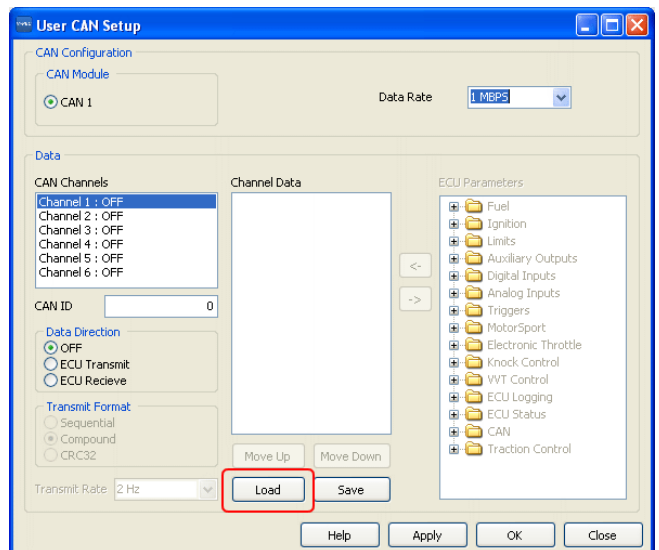 User CAN Setup
CAN Configuration
CAN Module
CAN 1
Data Rate
1 MBPS
Data
CAN Channels
Channel 1 : OFF
Channel 2 : OFF
Channel 3 : OFF
Channel 4 : OFF
Channel 5 : OFF
Channel 6 : OFF
CAN ID
0
Data Direction
OFF
ECU Transmit
ECU Recieve
Transmit Format
Sequential
Compound
CRC32
Transmit Rate
2 Hz
Channel Data
<-
->
Move Up
Move Down
Load
Save
ECU Parameters
Fuel
Ignition
Limits
Auxiliary Outputs
Digital Inputs
Analog Inputs
Triggers
MotorSport
Electronic Throttle
Knock Control
VVT Control
ECU Logging
ECU Status
CAN
Traction Control
Help
Apply
OK
Close